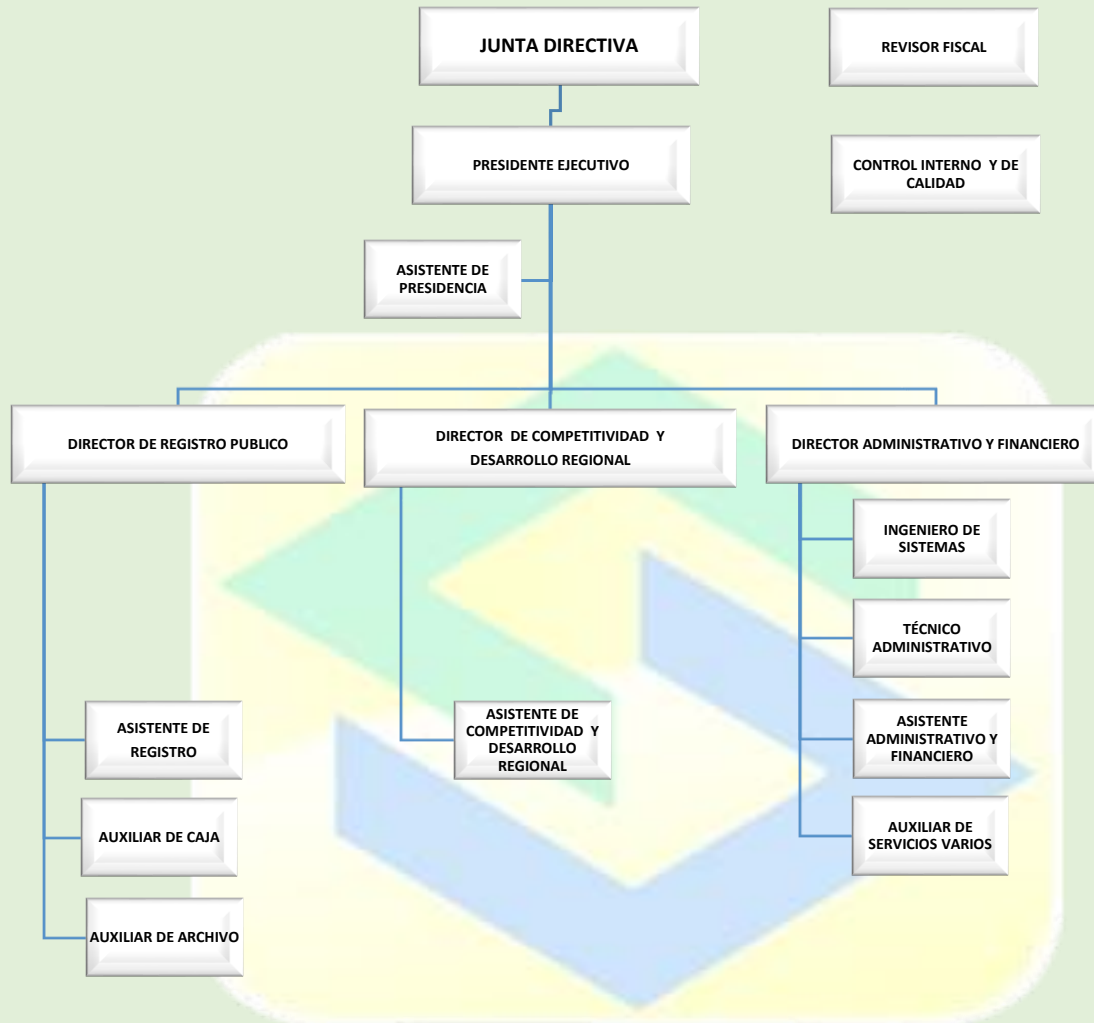 JUNTA DIRECTIVA
REVISOR FISCAL
PRESIDENTE EJECUTIVO
CONTROL INTERNO Y DE
CALIDAD
ASISTENTE DE
PRESIDENCIA
DIRECTOR DE REGISTRO PUBLICO
DIRECTOR DE COMPETITIVIDAD Y
DESARROLLO REGIONAL
DIRECTOR ADMINISTRATIVO Y FINANCIERO
INGENIERO DE
SISTEMAS
TÉCNICO
ADMINISTRATIVO
ASISTENTE DE
REGISTRO
ASISTENTE DE
COMPETITIVIDAD Y
DESARROLLO
REGIONAL
ASISTENTE
ADMINISTRATIVO Y
FINANCIERO
AUXILIAR DE CAJA
AUXILIAR DE
SERVICIOS VARIOS
AUXILIAR DE ARCHIVO